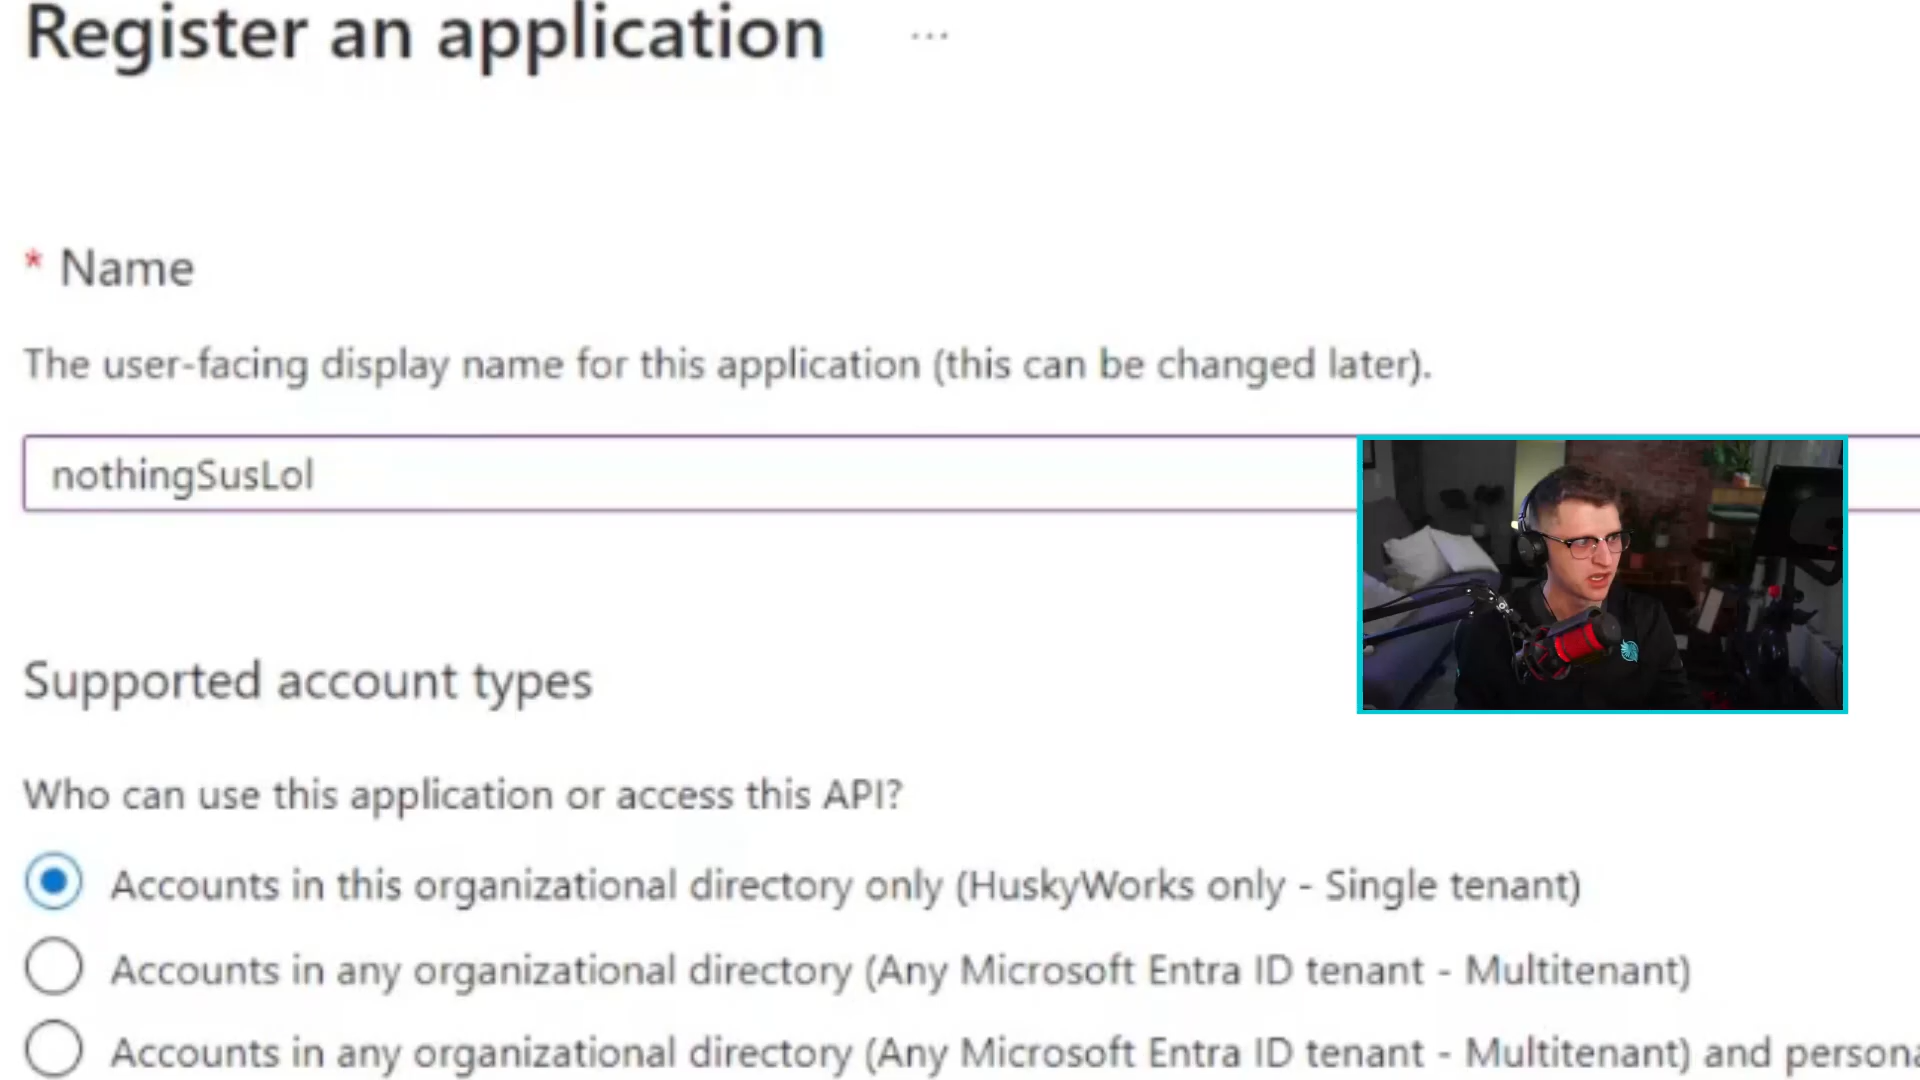 Register an application ...
* Name
The user-facing display name for this application (this can be changed later).
nothingSusLol
Supported account types
Who can use this application or access this API?
Accounts in this organizational directory only (HuskyWorks only - Single tenant)
Accounts in any organizational directory (Any Microsoft Entra ID tenant - Multitenant)
Accounts in any organizational directory (Any Microsoft Entra ID tenant - Multitenant) and persona